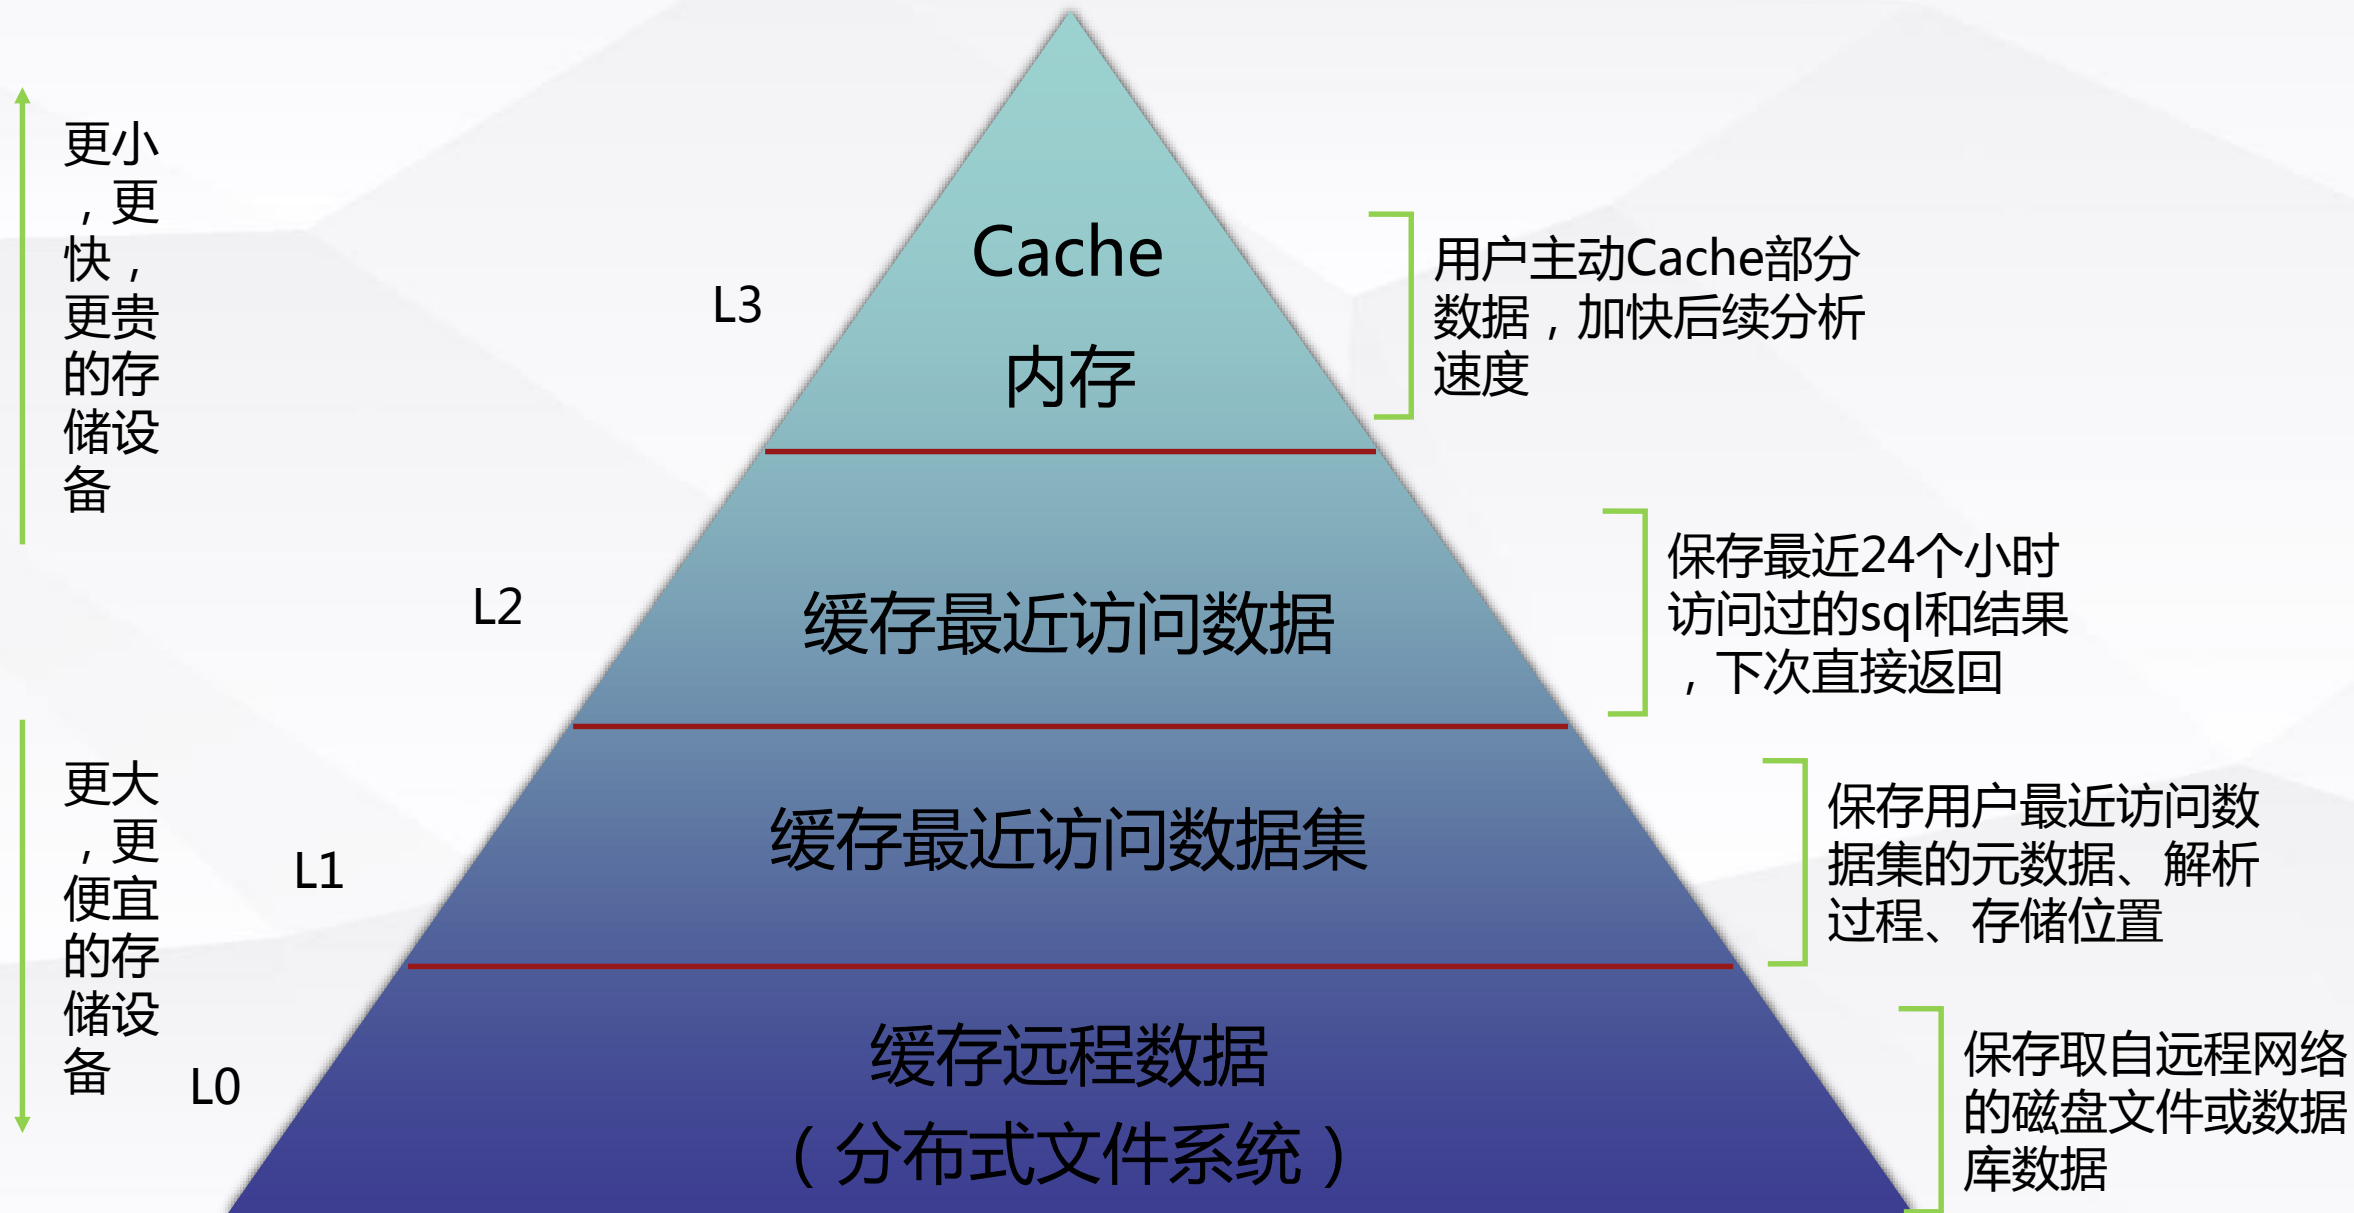 更小
，更
快，
更贵
的存
储设
备
Cache
内存
L3
用户主动Cache部分
数据，加快后续分析
速度
L2
缓存最近访问数据
保存最近24个小时
访问过的sql和结果
，下次直接返回
更大
，更
便宜
的存
储设
备
L1
缓存最近访问数据集
保存用户最近访问数
据集的元数据、解析
过程、存储位置
L0
缓存远程数据
（分布式文件系统）
保存取自远程网络
的磁盘文件或数据
库数据